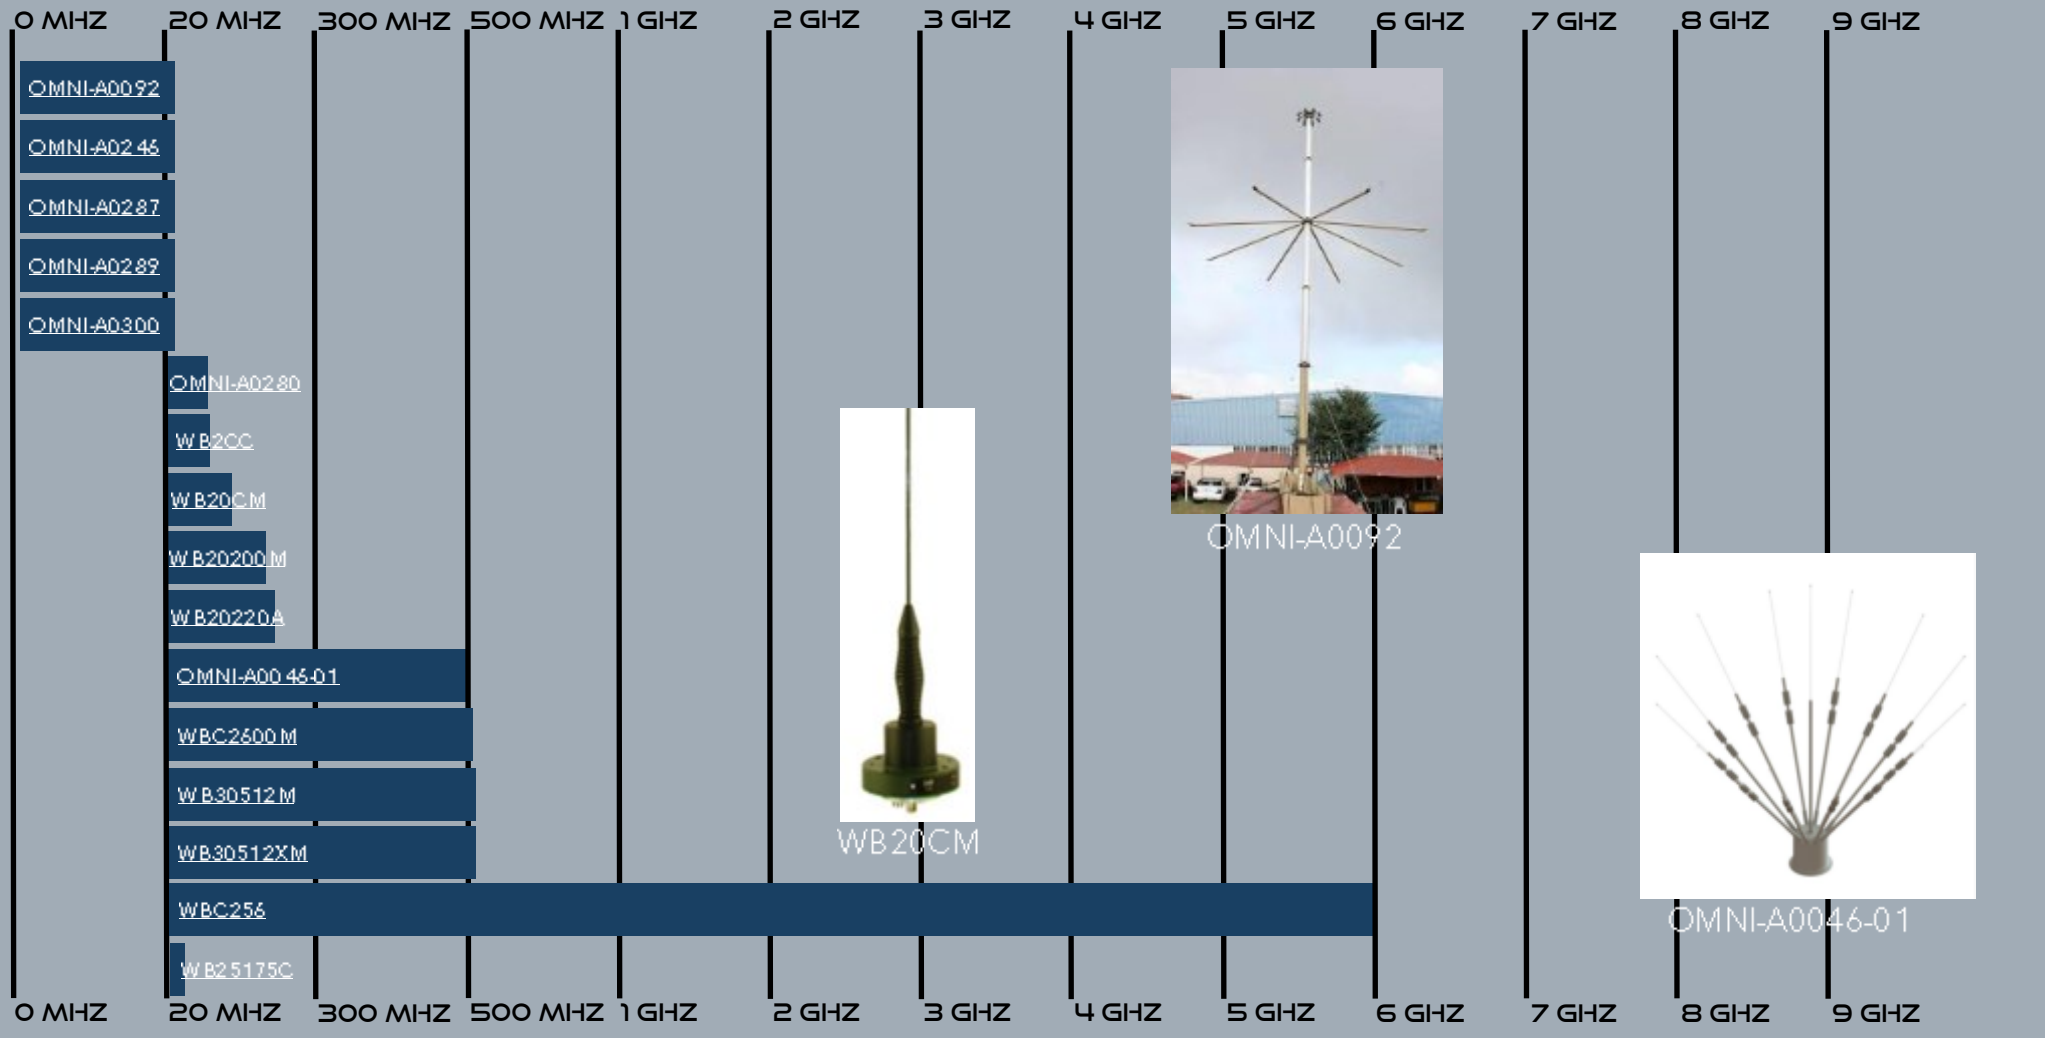 0 MHZ 20 MHZ 300 MHZ 500 MHZ 1 GHZ 2 GHZ 3 GHZ 4 GHZ 5 GHZ 6 GHZ 7 GHZ 8 GHZ 9 GHZ
OMNI-A0092
OMNI-A0246
OMNI-A0287
OMNI-A0289
OMNI-A0300
OMNI-A0280
WB2CC
WB20CM
WB20200M
WB20220A
OMNI-A0046-01
WBC2600M
WB30512M
WB30512XM
WBC256
WB25175C
OMNI-A0092
WB20CM
OMNI-A0046-01
0 MHZ 20 MHZ 300 MHZ 500 MHZ 1 GHZ 2 GHZ 3 GHZ 4 GHZ 5 GHZ 6 GHZ 7 GHZ 8 GHZ 9 GHZ